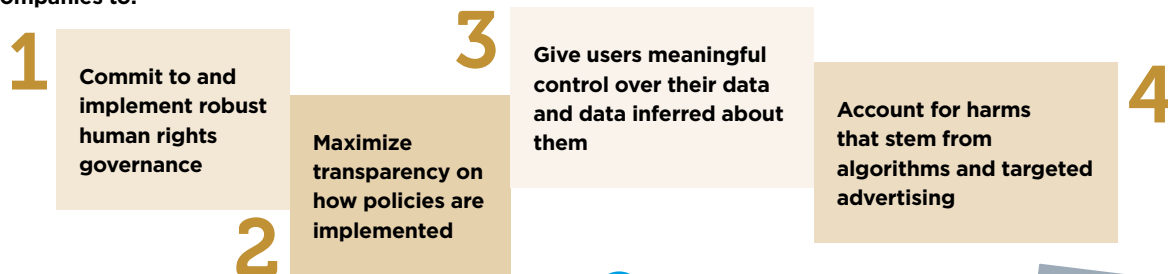 companies to:
1
Commit to and
implement robust
human rights
governance
2
Maximize
transparency on
how policies are
implemented
3
Give users meaningful
control over their data
and data inferred about
them
4
Account for harms
that stem from
algorithms and targeted
advertising